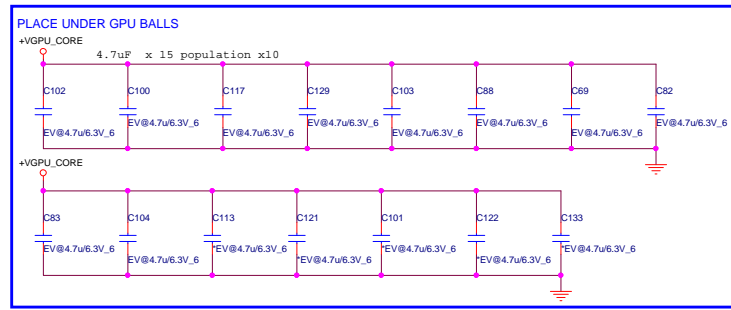 PLACE UNDER GPU BALLS
+VGPU_CORE
4.7uF x 15 population x10
C102 C100 C117 C129 C103 C88 C69 C82
EV@4.7u/6.3V_6 EV@4.7u/6.3V_6 EV@4.7u/6.3V_6 EV@4.7u/6.3V_6 EV@4.7u/6.3V_6 EV@4.7u/6.3V_6 EV@4.7u/6.3V_6 EV@4.7u/6.3V_6
+VGPU_CORE
C83 C104 C113 C121 C101 C122 C133
EV@4.7u/6.3V_6 EV@4.7u/6.3V_6 *EV@4.7u/6.3V_6 *EV@4.7u/6.3V_6 *EV@4.7u/6.3V_6 *EV@4.7u/6.3V_6 *EV@4.7u/6.3V_6